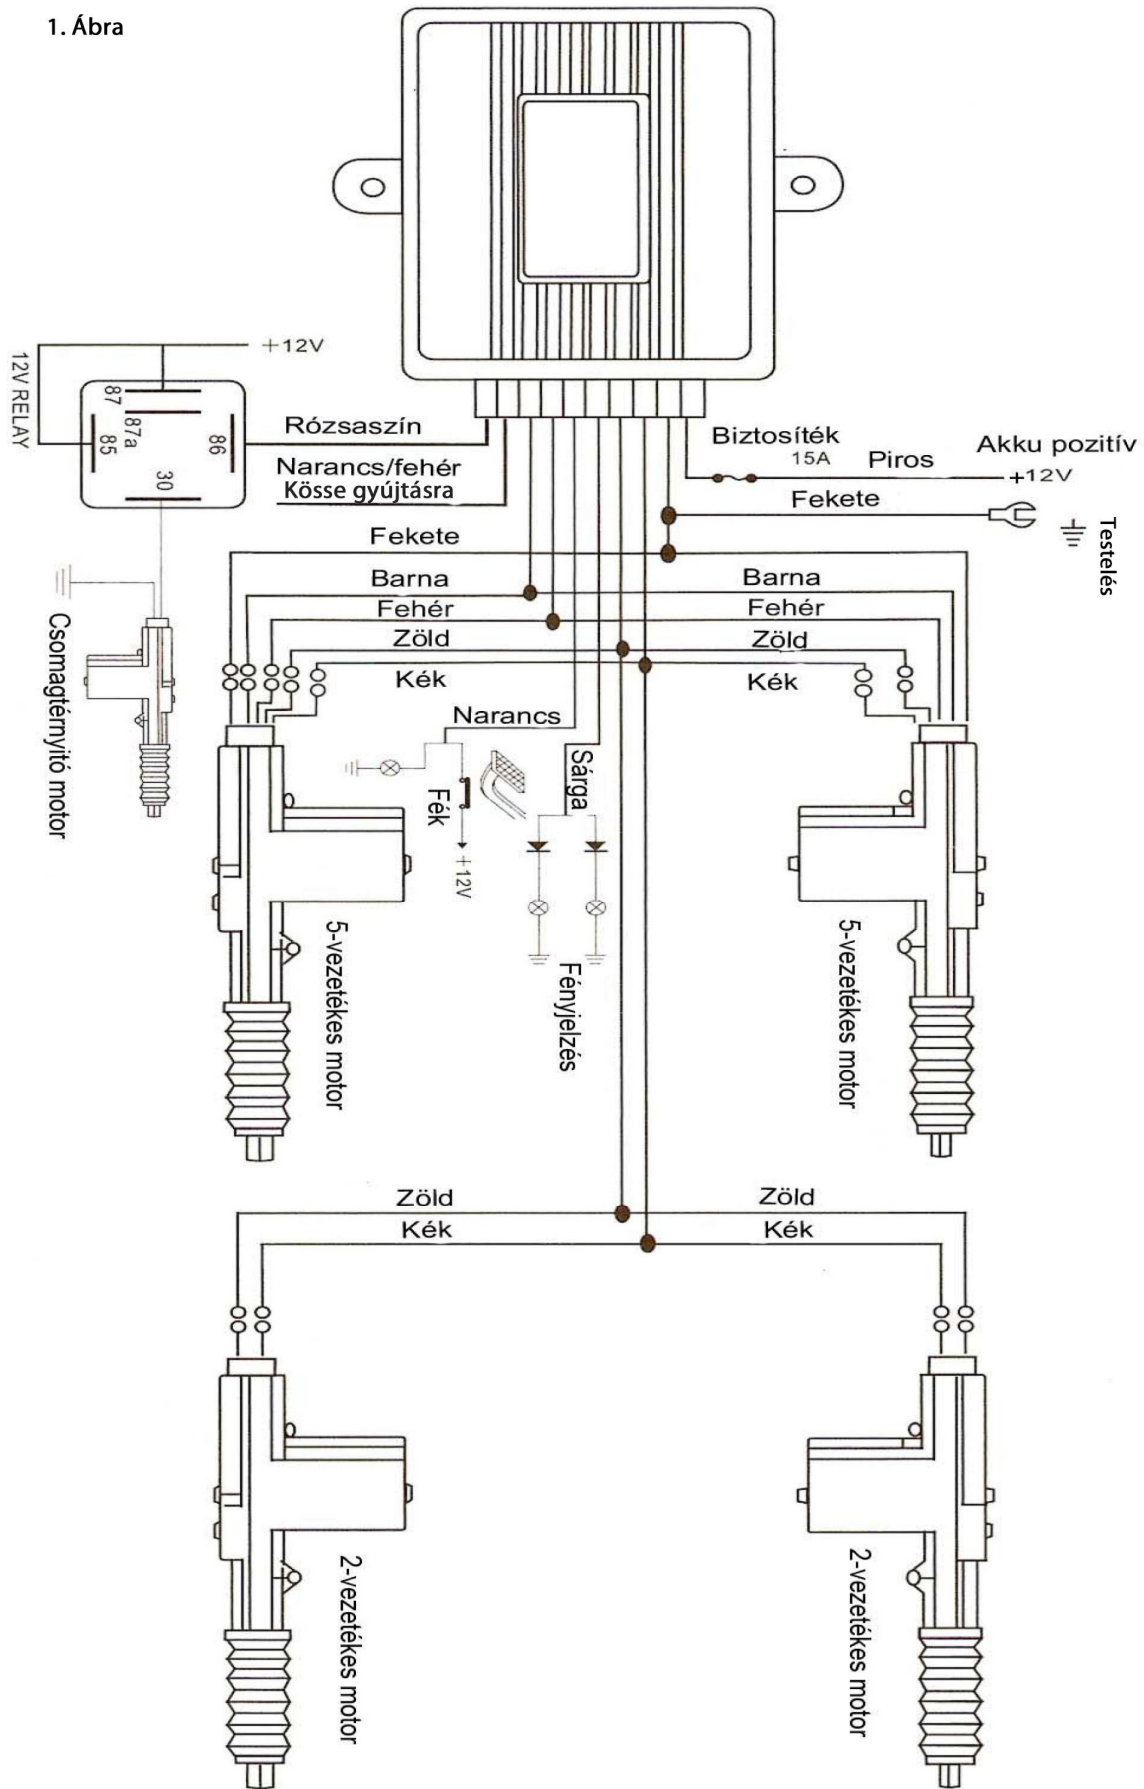 1. Ábra
+12V
12V RELAY
87
87a
86
85
30
Rózsaszín
Narancs/fehér
Kösse gyújtásra
Biztosíték
15A
Piros
Akku pozitív
+12V
Fekete
Testelés
Fekete
Barna
Barna
Fehér
Fehér
Zöld
Zöld
Kék
Kék
Csomagtérnyitó motor
Narancs
Fék
+12V
Sárga
Fényjelzés
5-vezetékes motor
5-vezetékes motor
Zöld
Zöld
Kék
Kék
2-vezetékes motor
2-vezetékes motor